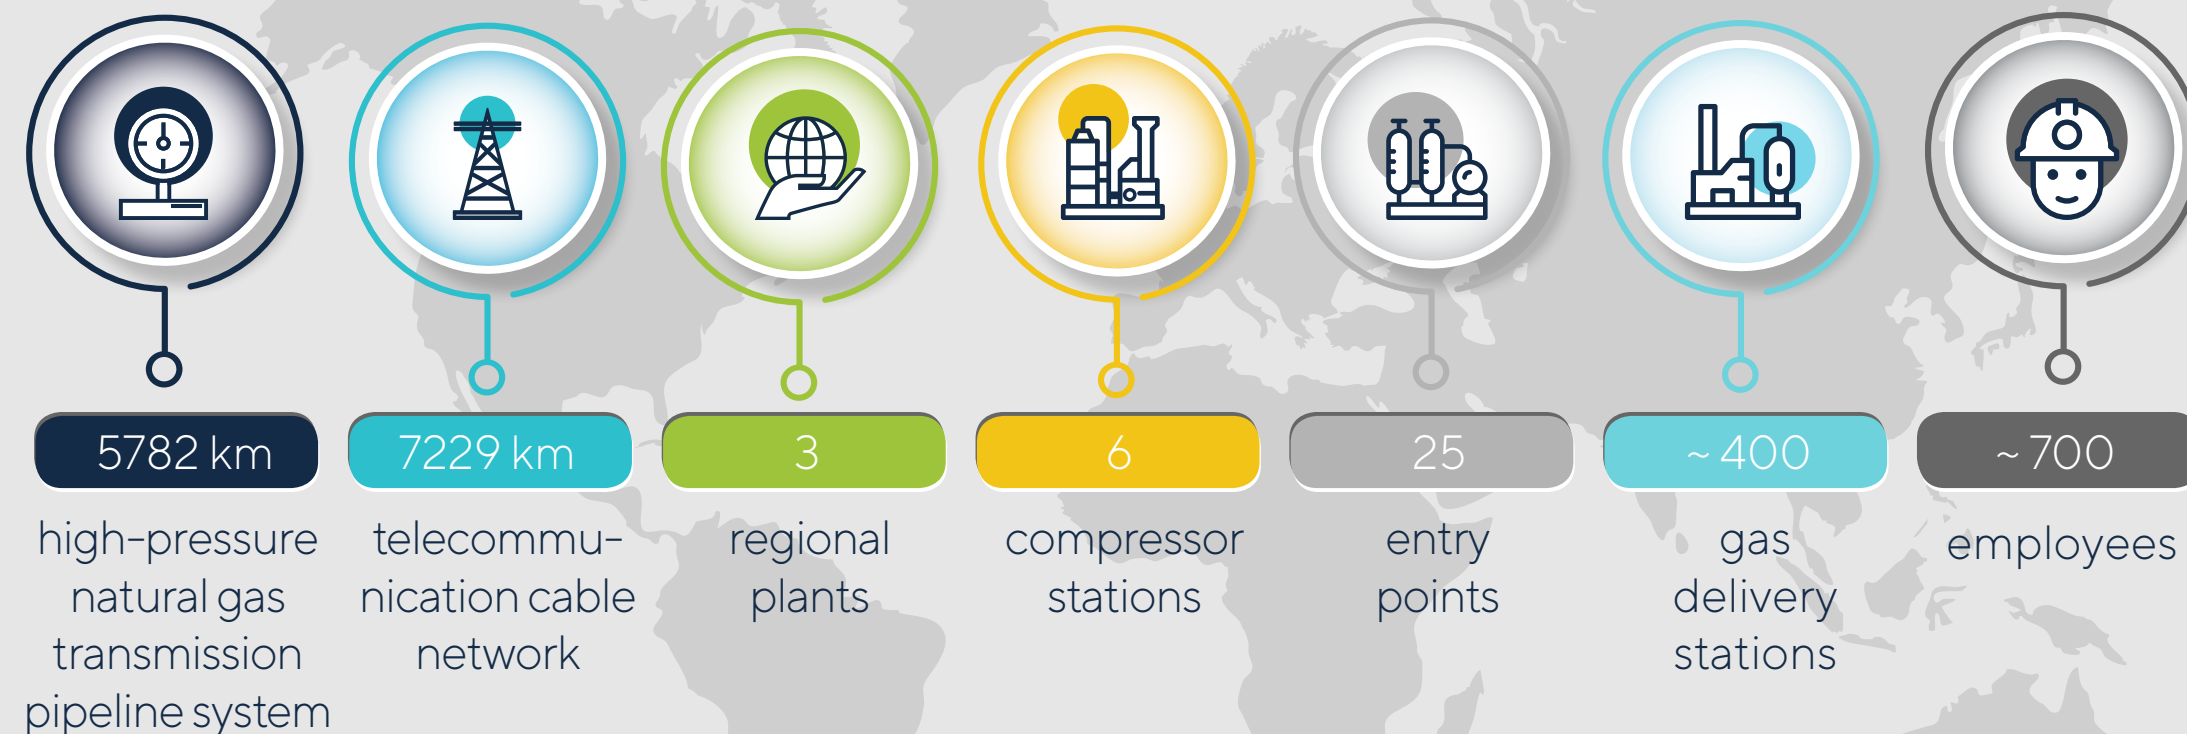 5782 km
high-pressure
natural gas
transmission
pipeline system
7229 km
telecommu-
nication cable
network
3
regional
plants
6
compressor
stations
25
entry
points
~ 400
gas
delivery
stations
~ 700
employees